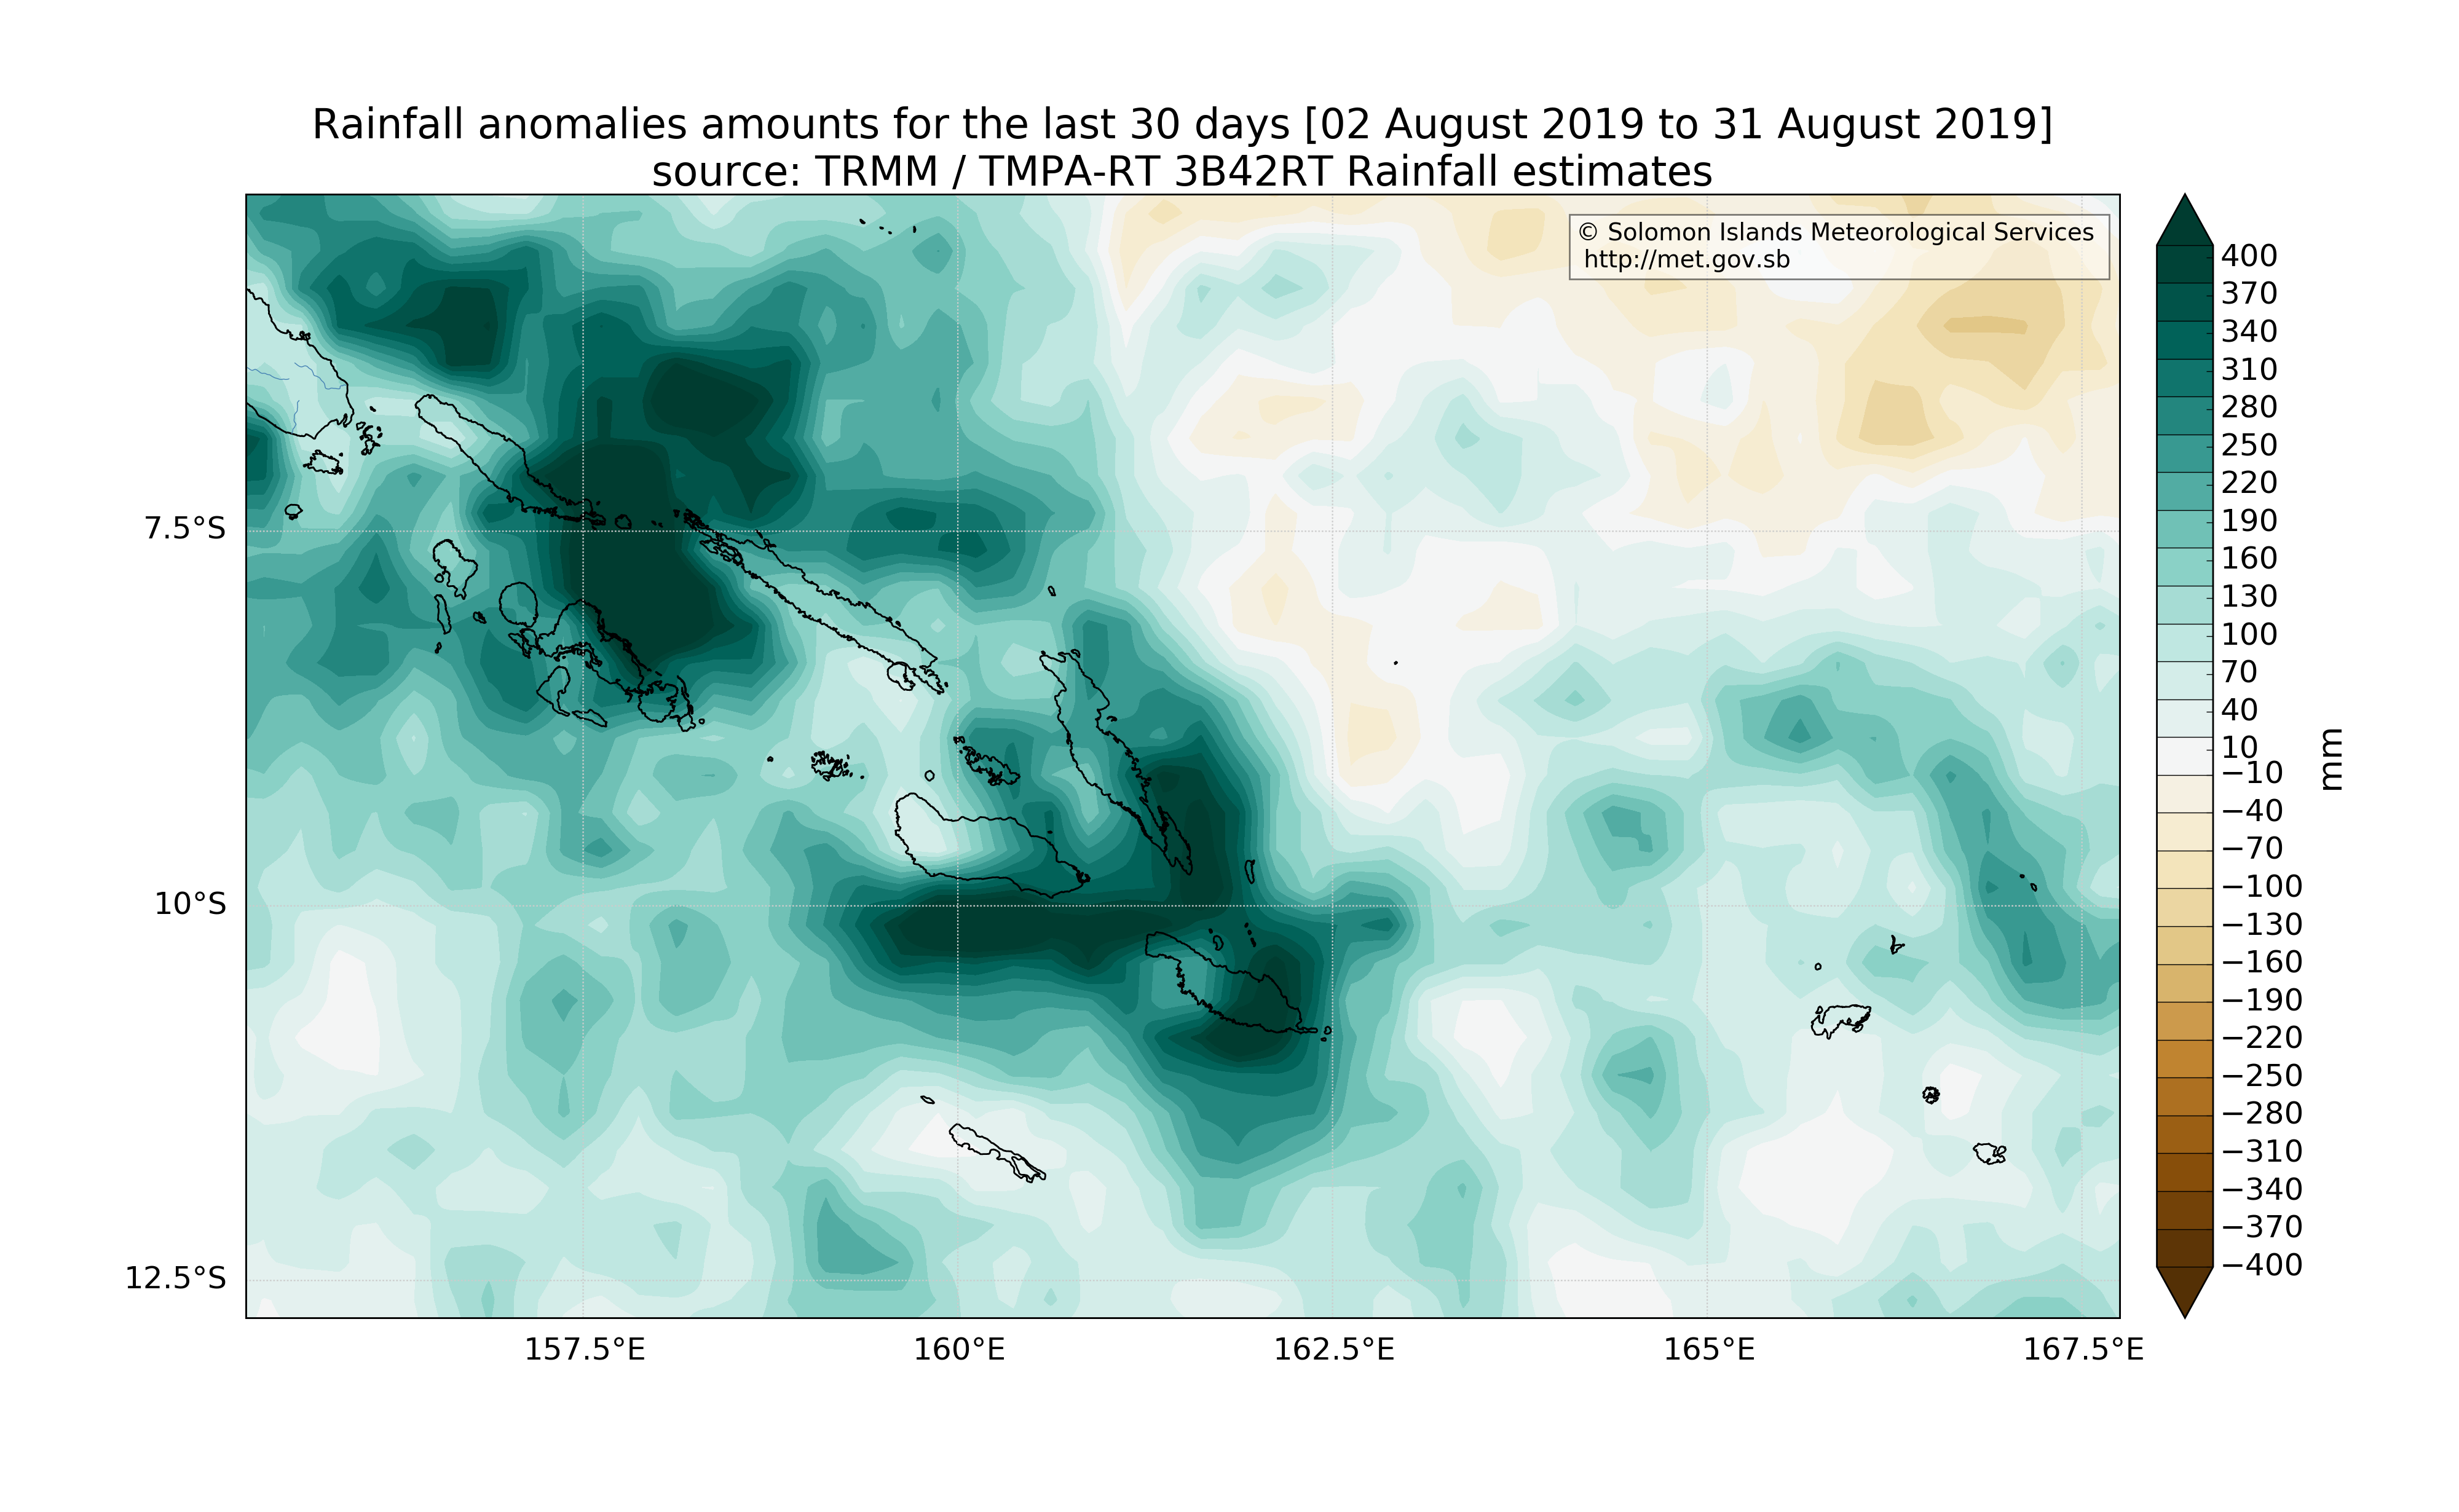 Rainfall anomalies amounts for the last 30 days [02 August 2019 to 31 August 2019]
source: TRMM / TMPA-RT 3B42RT Rainfall estimates
© Solomon Islands Meteorological Services
http://met.gov.sb
7.5°S
10°S
12.5°S
157.5°E
160°E
162.5°E
165°E
167.5°E
400
370
340
310
280
250
220
190
160
130
100
70
40
10
−10
−40
−70
−100
−130
−160
−190
−220
−250
−280
−310
−340
−370
−400
mm